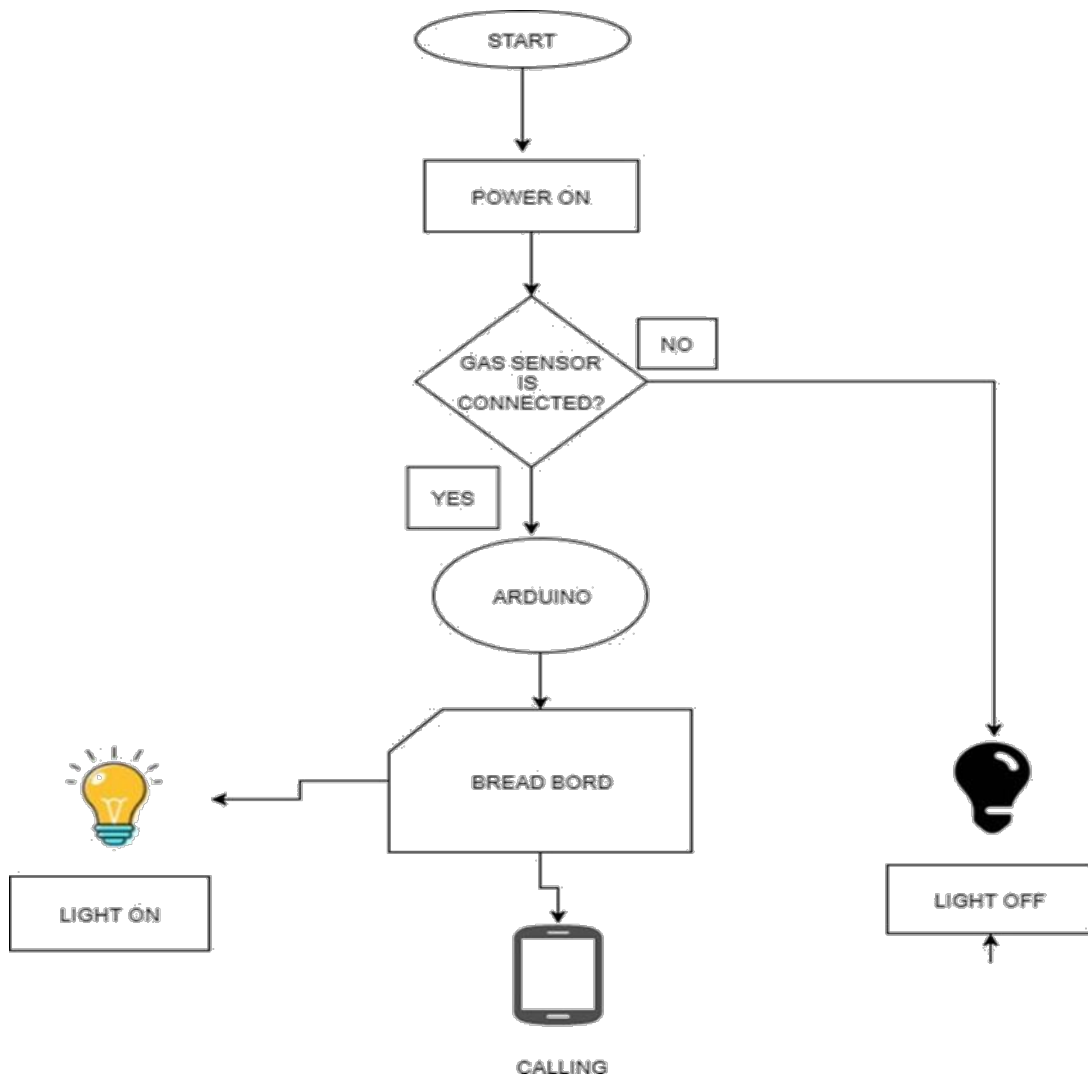 START
POWER ON
NO
GAS SENSOR
IS
CONNECTED?
YES
ARDUINO
BREAD BORD
LIGHT ON
LIGHT OFF
CALLING